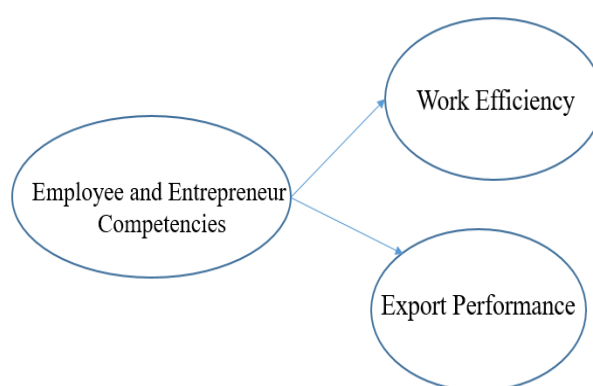 Work Efficiency
Employee and Entrepreneur
Competencies
Export Performance